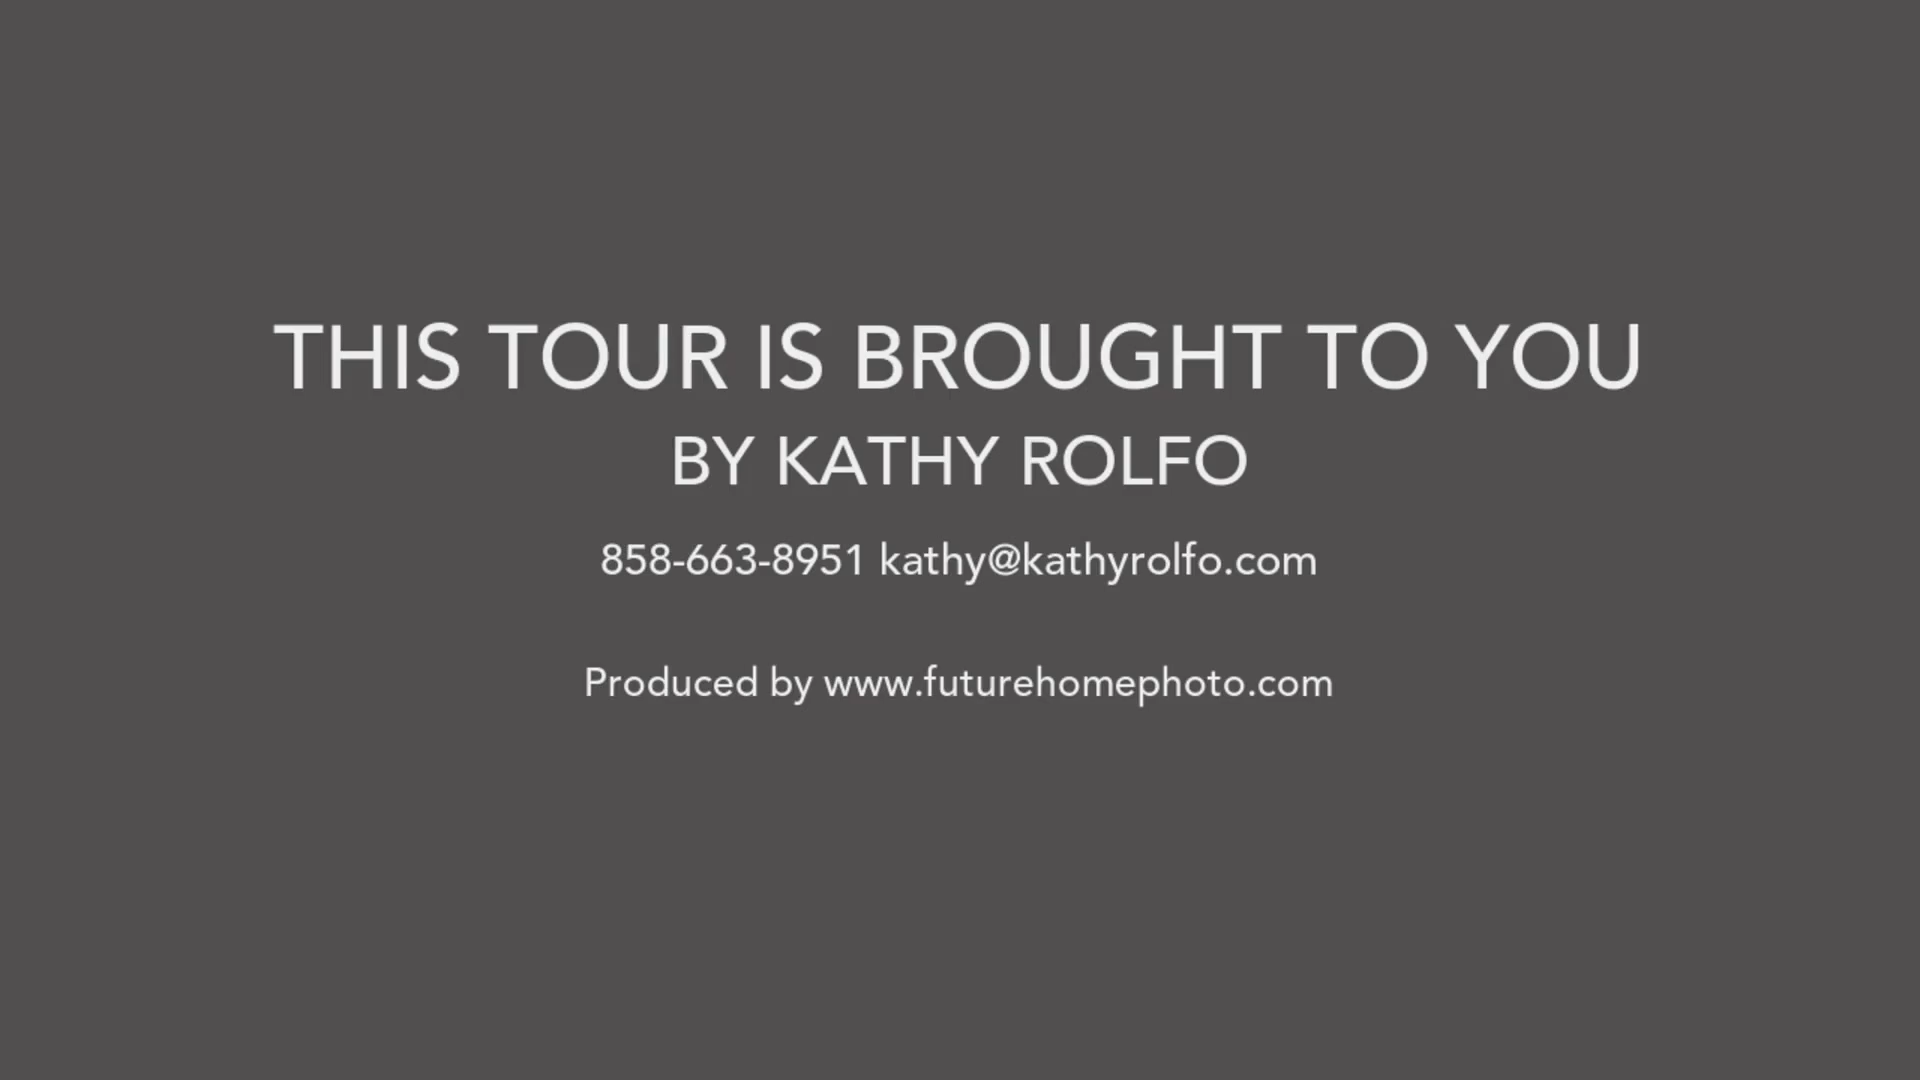 THIS TOUR IS BROUGHT TO YOU
BY KATHY ROLFO
858-663-8951 kathy@kathyrolfo.com
Produced by www.futurehomephoto.com